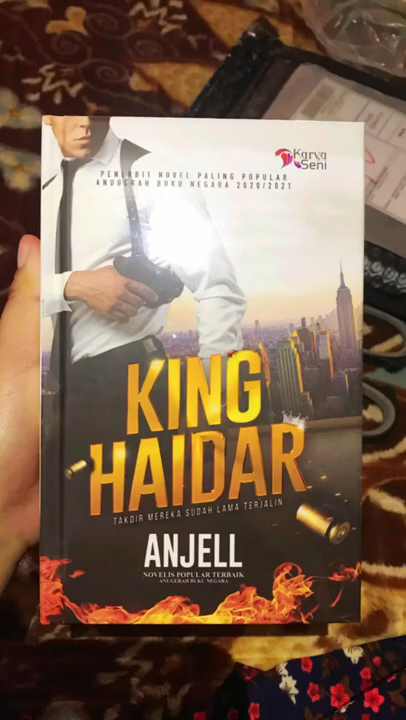 Karya
Seni
PENERBIT NOVEL PALING POPULAR
ANUGERAH BUKU NEGARA 2020/2021
KING
HAIDAR
TAKDIR MEREKA SUDAH LAMA TERJALIN
ANJELL
NOVELIS POPULAR TERBAIK
ANUGERAH BUKU NEGARA